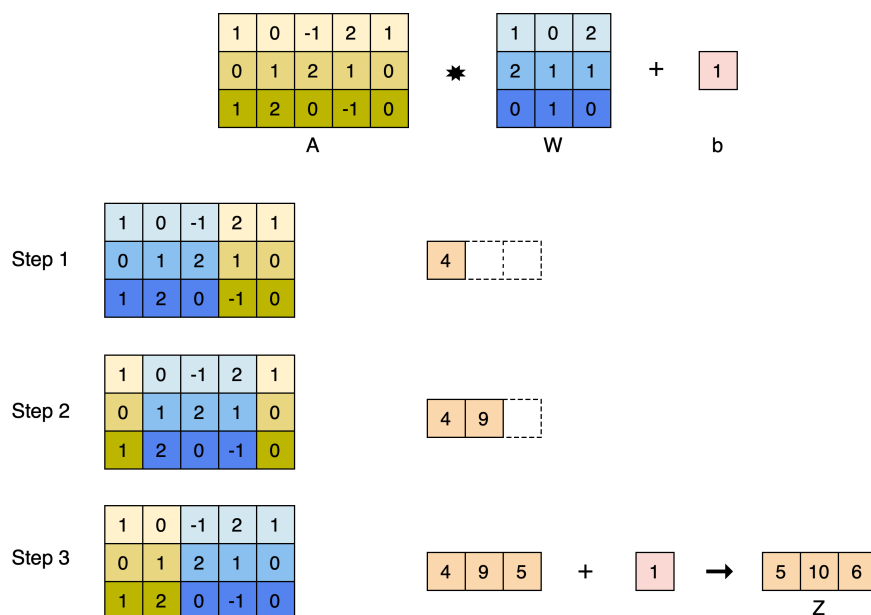 1 0 -1 2 1 1 0 2
0 1 2 1 0 2 1 1 + 1
1 2 0 -1 0 0 1 0
A W b
1 0 -1 2 1
Step 1 0 1 2 1 0 4
1 2 0 -1 0
1 0 -1 2 1
Step 2 0 1 2 1 0 4 9
1 2 0 -1 0
1 0 -1 2 1
Step 3 0 1 2 1 0 4 9 5 + 1 → 5 10 6
1 2 0 -1 0
Z